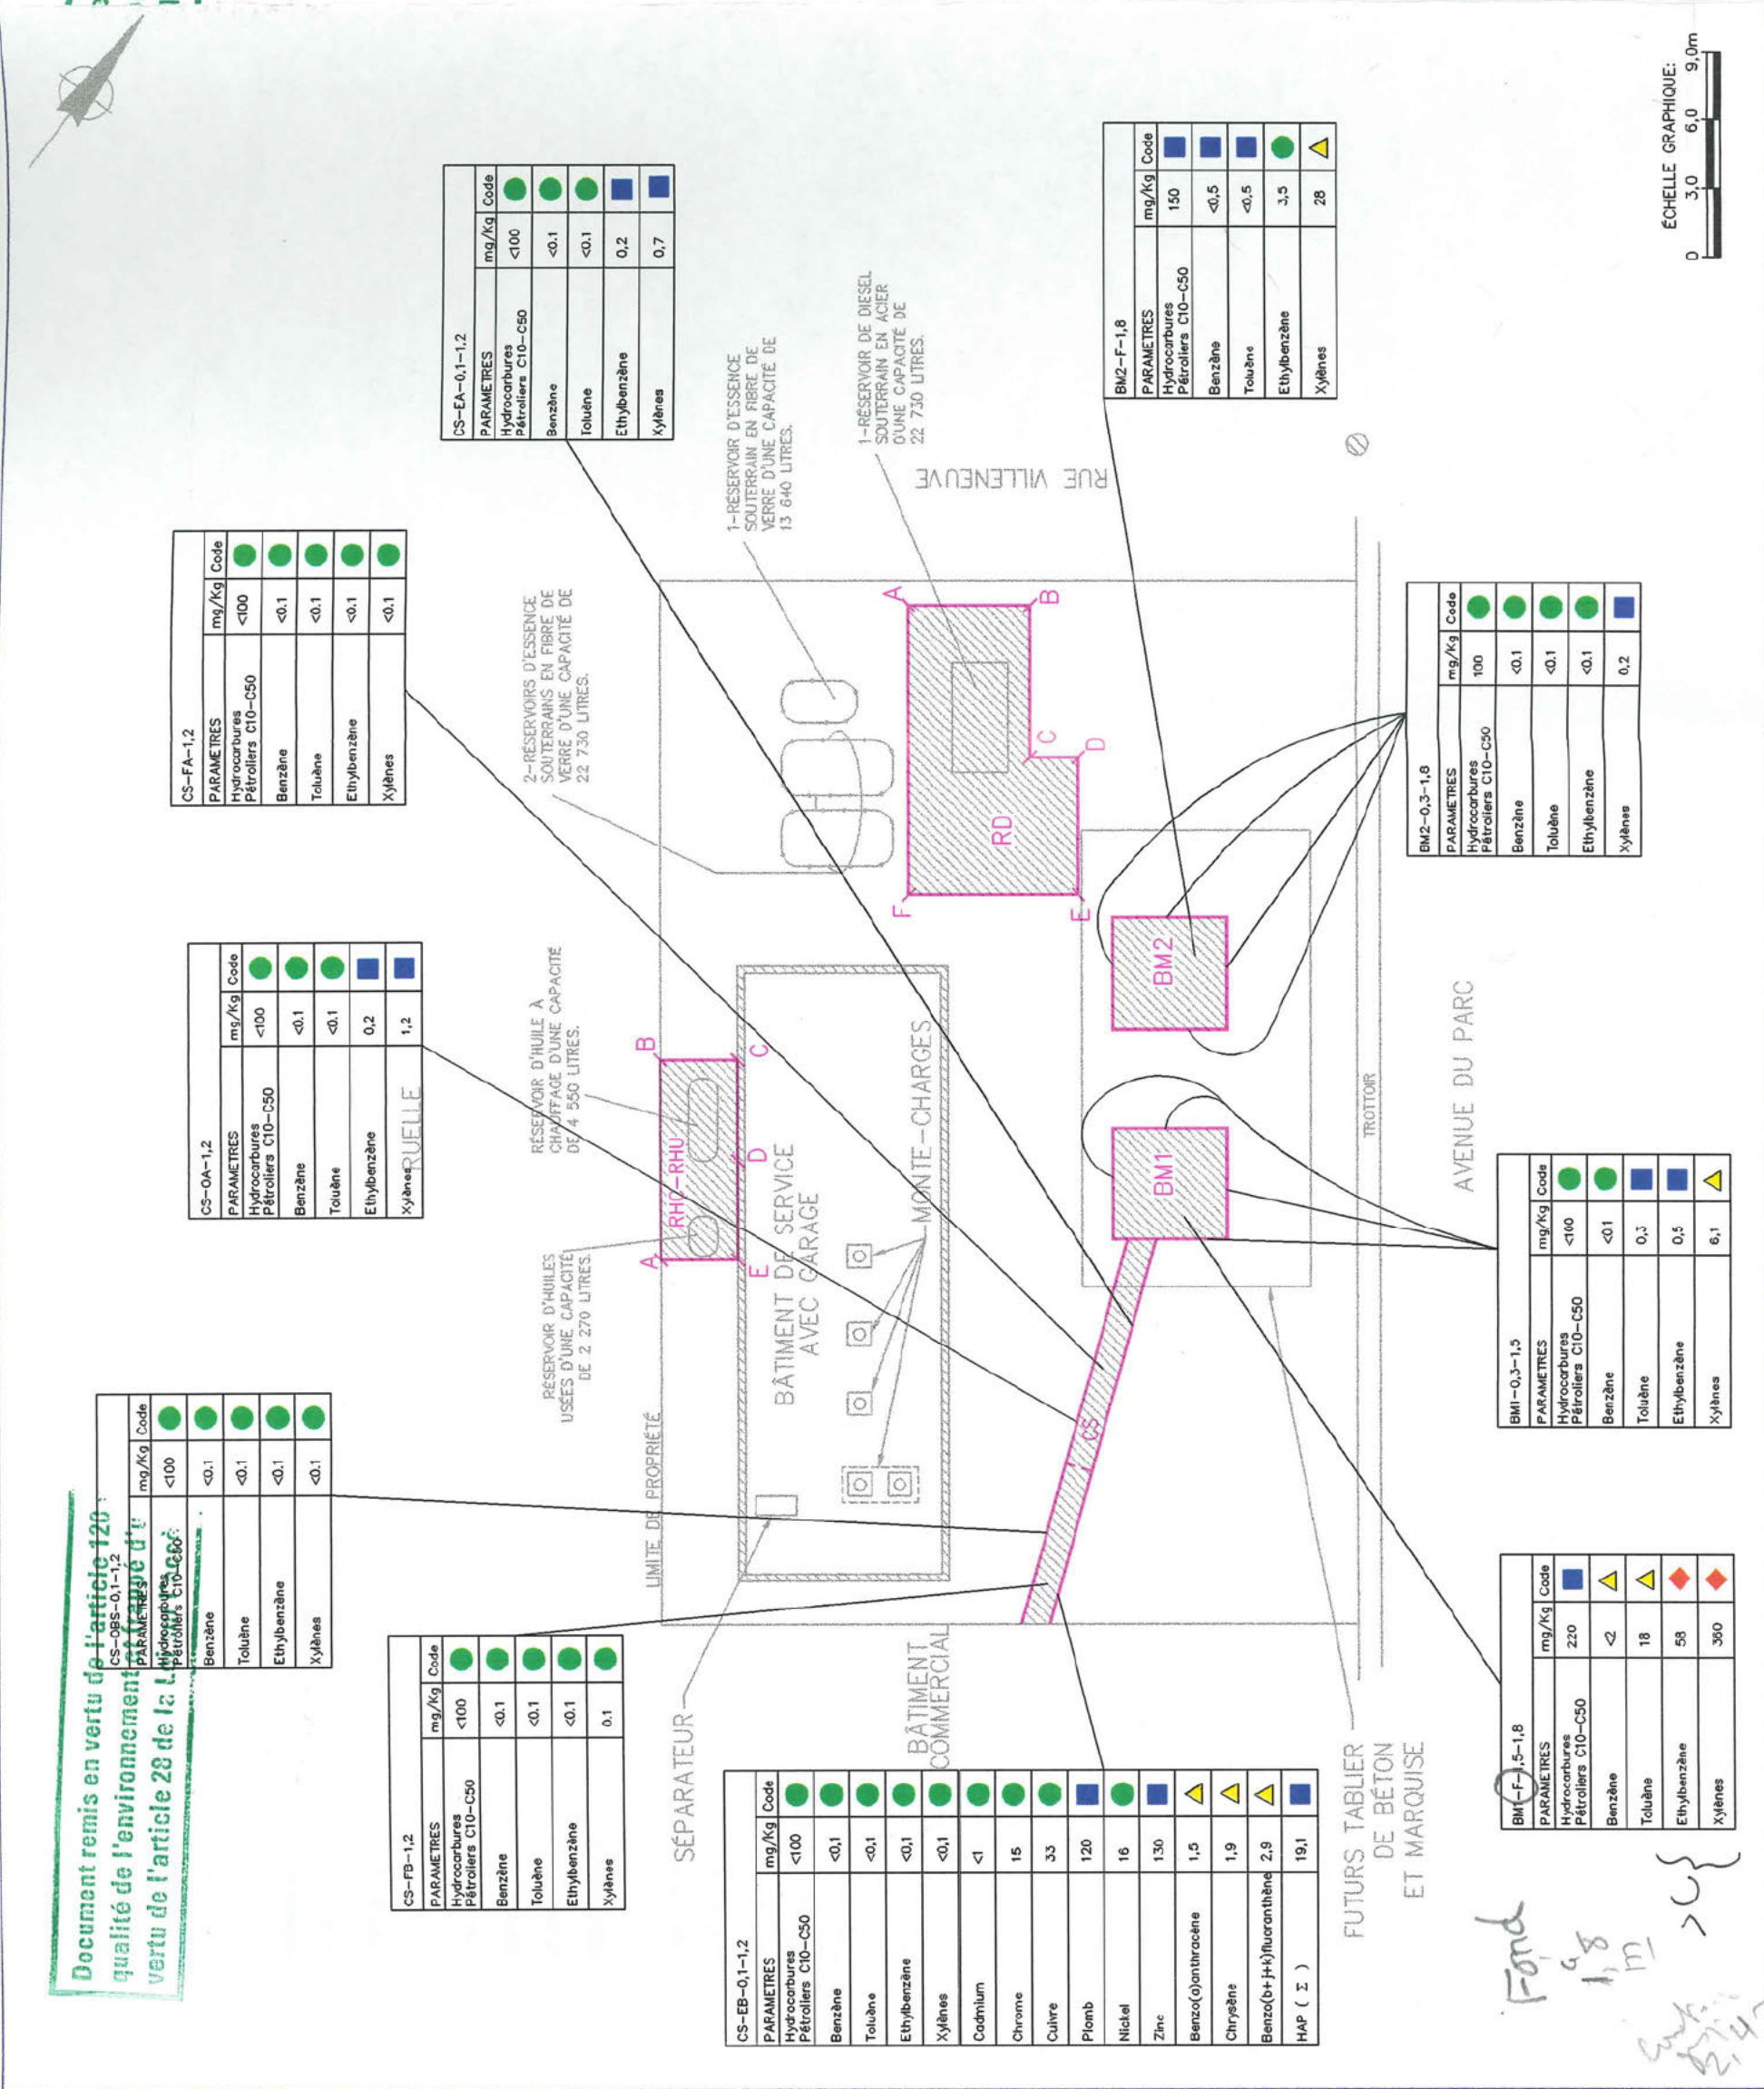 Document remis en vertu de l'article 120
qualité de l'environnement et frappé d'u
vertu de l'article 28 de la
CS-OBS-0,1-1,2
PARAMETRES mg/Kg Code
Hydrocarbures
Pétroliers C10-C50 <100
Benzène <0.1
Toluène <0.1
Ethylbenzène <0.1
Xylènes <0.1
CS-OA-1,2
PARAMETRES mg/Kg Code
Hydrocarbures
Pétroliers C10-C50 <100
Benzène <0.1
Toluène <0.1
Ethylbenzène 0,2
Xylènes 1,2
CS-FA-1,2
PARAMETRES mg/Kg Code
Hydrocarbures
Pétroliers C10-C50 <100
Benzène <0.1
Toluène <0.1
Ethylbenzène <0.1
Xylènes <0.1
CS-EA-0,1-1,2
PARAMETRES mg/Kg Code
Hydrocarbures
Pétroliers C10-C50 <100
Benzène <0.1
Toluène <0.1
Ethylbenzène 0,2
Xylènes 0,7
CS-FB-1,2
PARAMETRES mg/Kg Code
Hydrocarbures
Pétroliers C10-C50 <100
Benzène <0.1
Toluène <0.1
Ethylbenzène <0.1
Xylènes 0.1
RUELLE
RÉSERVOIR D'HUILES
USÉES D'UNE CAPACITÉ
DE 2 270 LITRES.
RÉSERVOIR D'HUILE À
CHAUFFAGE D'UNE CAPACITÉ
DE 4 550 LITRES.
2-RÉSERVOIRS D'ESSENCE
SOUTERRAINS EN FIBRE DE
VERRE D'UNE CAPACITÉ DE
22 730 LITRES.
1-RÉSERVOIR D'ESSENCE
SOUTERRAIN EN FIBRE DE
VERRE D'UNE CAPACITÉ DE
13 640 LITRES.
1-RÉSERVOIR DE DIESEL
SOUTERRAIN EN ACIER
D'UNE CAPACITÉ DE
22 730 LITRES.
LIMITE DE PROPRIÉTÉ
SÉPARATEUR
A
B
RHC-RHU
E
D
C
BÂTIMENT DE SERVICE
AVEC GARAGE
MONTE-CHARGES
F
A
RD
C
B
E
D
RUE VILLENEUVE
BÂTIMENT
COMMERCIAL
CS
BM1
BM2
CS-EB-0,1-1,2
PARAMETRES mg/Kg Code
Hydrocarbures
Pétroliers C10-C50 <100
Benzène <0,1
Toluène <0,1
Ethylbenzène <0,1
Xylènes <0,1
Cadmium <1
Chrome 15
Cuivre 33
Plomb 120
Nickel 16
Zinc 130
Benzo(a)anthracène 1,5
Chrysène 1,9
Benzo(b+j+k)fluoranthène 2,9
HAP ( Σ ) 19,1
BM2-F-1,8
PARAMETRES mg/Kg Code
Hydrocarbures
Pétroliers C10-C50 150
Benzène <0,5
Toluène <0,5
Ethylbenzène 3,5
Xylènes 28
TROTTOIR
AVENUE DU PARC
FUTURS TABLIER
DE BÉTON
ET MARQUISE
BM1-F-1,5-1,8
PARAMETRES mg/Kg Code
Hydrocarbures
Pétroliers C10-C50 220
Benzène <2
Toluène 18
Ethylbenzène 58
Xylènes 360
BM1-0,3-1,5
PARAMETRES mg/Kg Code
Hydrocarbures
Pétroliers C10-C50 <100
Benzène <01
Toluène 0,3
Ethylbenzène 0,5
Xylènes 6,1
BM2-0,3-1,8
PARAMETRES mg/Kg Code
Hydrocarbures
Pétroliers C10-C50 100
Benzène <0.1
Toluène <0.1
Ethylbenzène <0.1
Xylènes 0,2
Fond
à
1,8
m
>C}
ÉCHELLE GRAPHIQUE:
0 3,0 6,0 9,0m